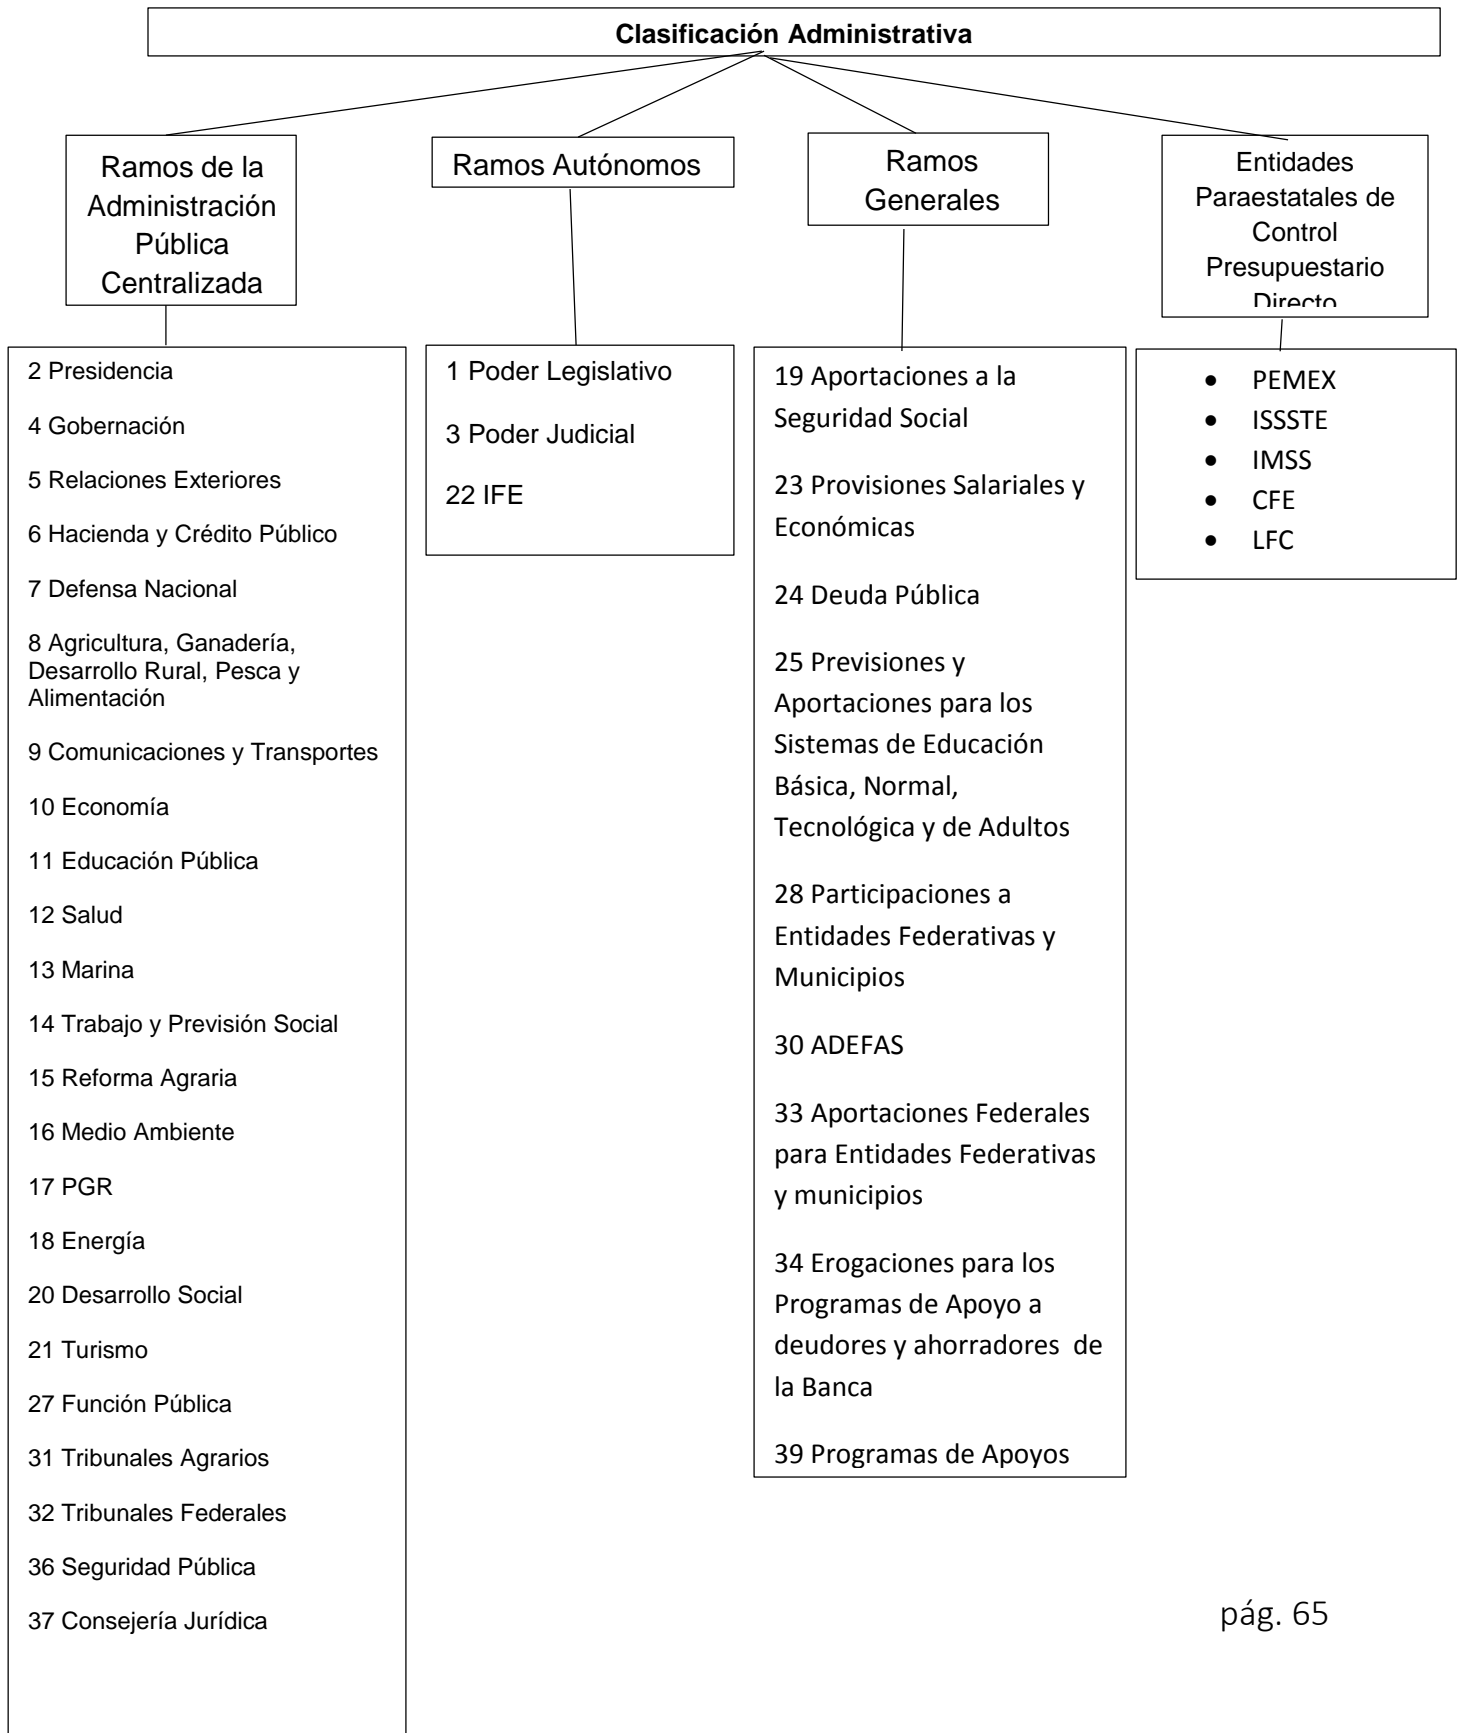 Clasificación Administrativa
Ramos de la
Administración
Pública
Centralizada
Ramos Autónomos
Ramos
Generales
Entidades
Paraestatales de
Control
Presupuestario
Directo
2 Presidencia
4 Gobernación
5 Relaciones Exteriores
6 Hacienda y Crédito Público
7 Defensa Nacional
8 Agricultura, Ganadería,
Desarrollo Rural, Pesca y
Alimentación
9 Comunicaciones y Transportes
10 Economía
11 Educación Pública
12 Salud
13 Marina
14 Trabajo y Previsión Social
15 Reforma Agraria
16 Medio Ambiente
17 PGR
18 Energía
20 Desarrollo Social
21 Turismo
27 Función Pública
31 Tribunales Agrarios
32 Tribunales Federales
36 Seguridad Pública
37 Consejería Jurídica
1 Poder Legislativo
3 Poder Judicial
22 IFE
19 Aportaciones a la
Seguridad Social
23 Provisiones Salariales y
Económicas
24 Deuda Pública
25 Previsiones y
Aportaciones para los
Sistemas de Educación
Básica, Normal,
Tecnológica y de Adultos
28 Participaciones a
Entidades Federativas y
Municipios
30 ADEFAS
33 Aportaciones Federales
para Entidades Federativas
y municipios
34 Erogaciones para los
Programas de Apoyo a
deudores y ahorradores  de
la Banca
39 Programas de Apoyos
• PEMEX
• ISSSTE
• IMSS
• CFE
• LFC
pág. 65